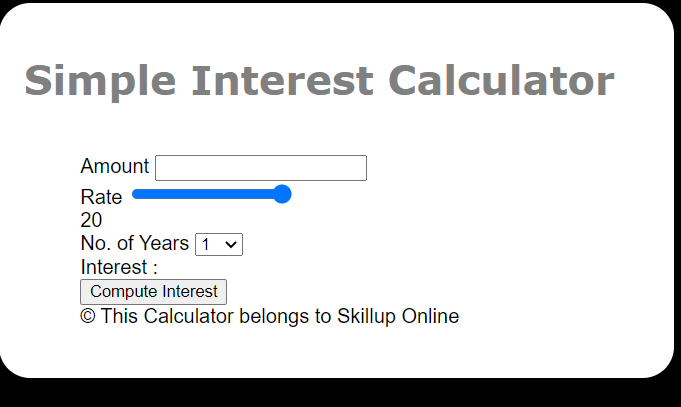 Simple Interest Calculator
Amount
Rate
20
No. of Years 1
Interest :
Compute Interest
© This Calculator belongs to Skillup Online